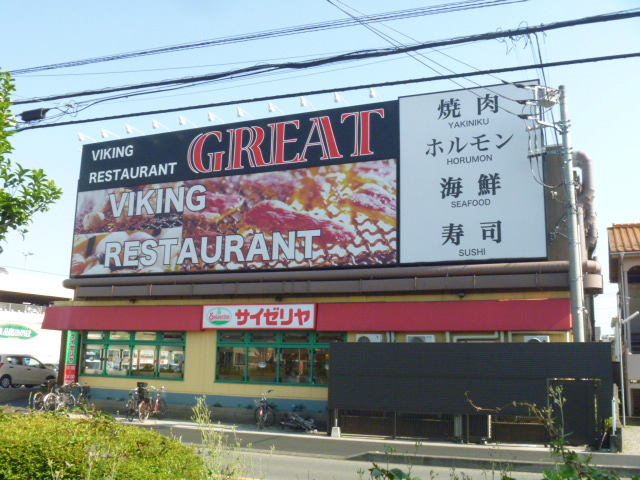 VIKING
RESTAURANT
GREAT
VIKING
RESTAURANT
焼肉
YAKINIKU
ホルモン
HORUMON
海鮮
SEAFOOD
寿司
SUSHI
サイゼリヤ